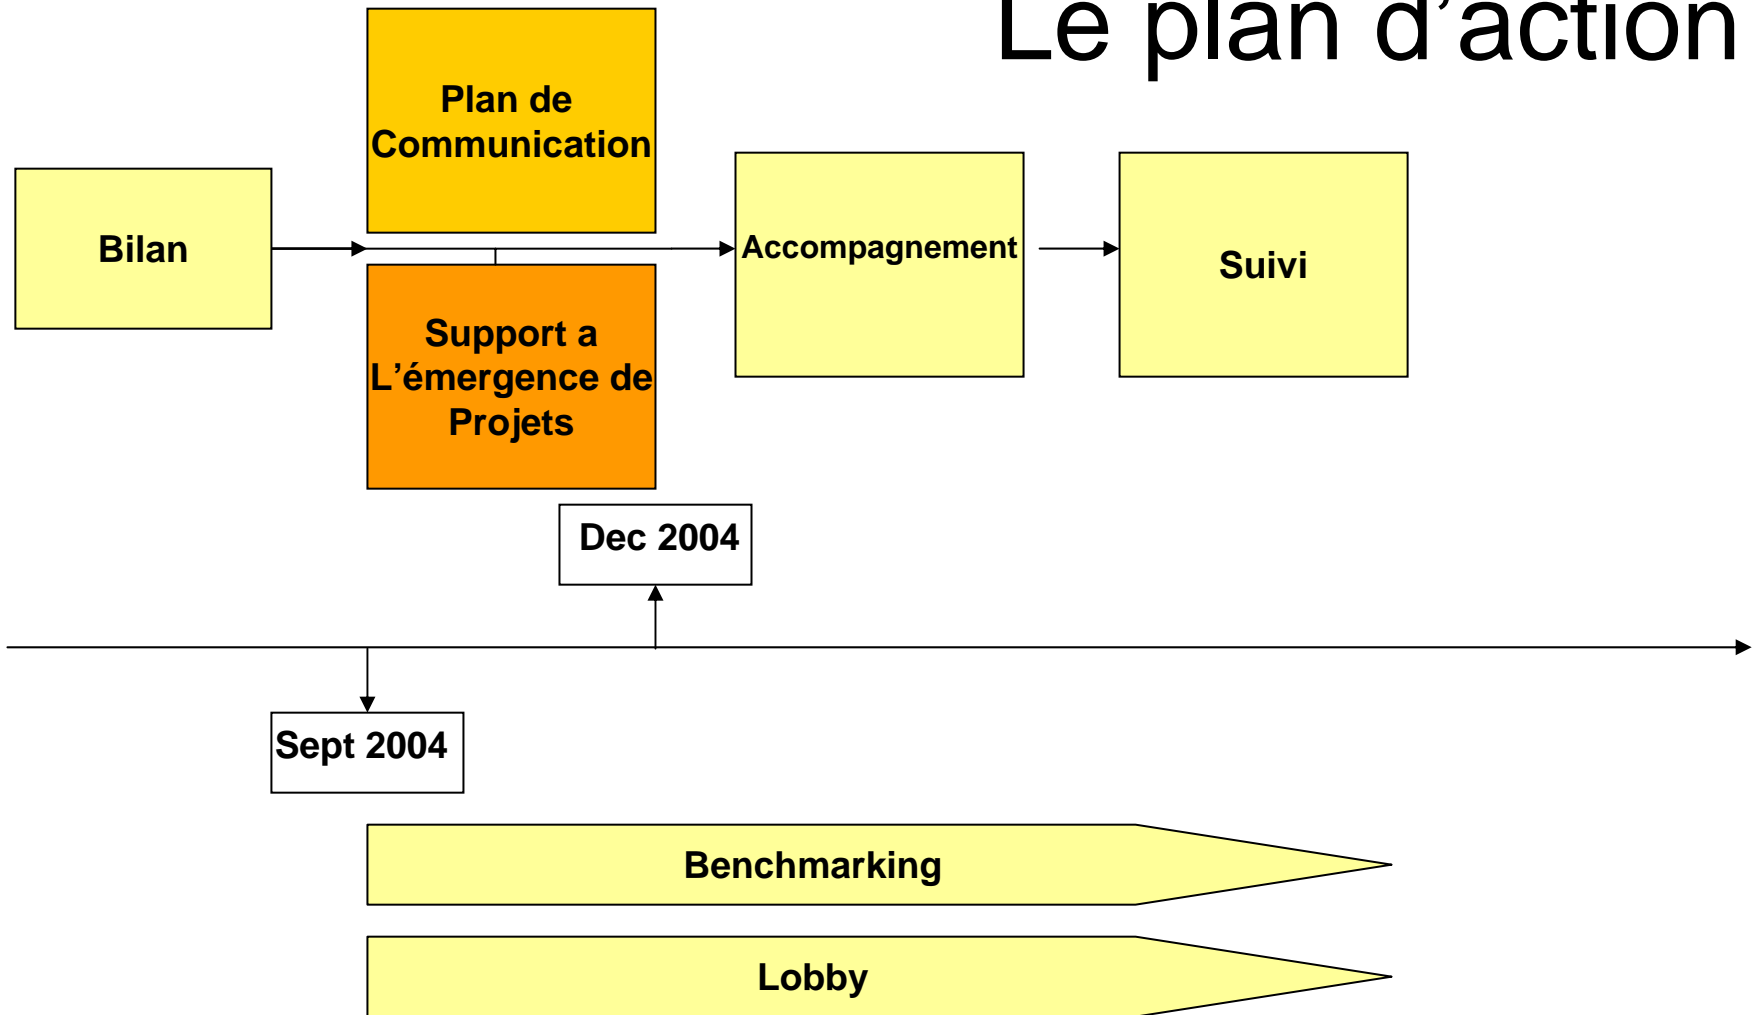 Le plan d’action
Plan de
Communication
Bilan
Accompagnement
Suivi
Support a
L’émergence de
Projets
Dec 2004
Sept 2004
Benchmarking
Lobby